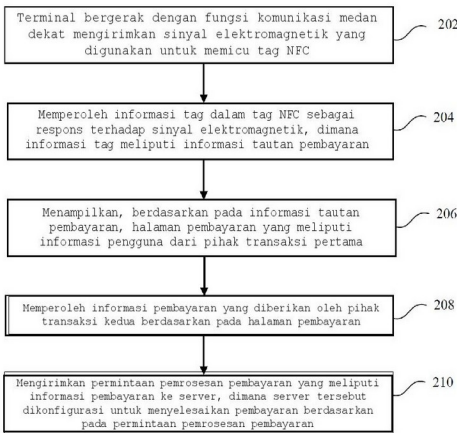 Terminal bergerak dengan fungsi komunikasi medan
dekat mengirimkan sinyal elektromagnetik yang
digunakan untuk memicu tag NFC
202
Memperoleh informasi tag dalam tag NFC sebagai
respons terhadap sinyal elektromagnetik, dimana
informasi tag meliputi informasi tautan pembayaran
204
Menampilkan, berdasarkan pada informasi tautan
pembayaran, halaman pembayaran yang meliputi
informasi pengguna dari pihak transaksi pertama
206
Memperoleh informasi pembayaran yang diberikan oleh pihak
transaksi kedua berdasarkan pada halaman pembayaran
208
Mengirimkan permintaan pemrosesan pembayaran yang meliputi
informasi pembayaran ke server, dimana server tersebut
dikonfigurasi untuk menyelesaikan pembayaran berdasarkan
pada permintaan pemrosesan pembayaran
210